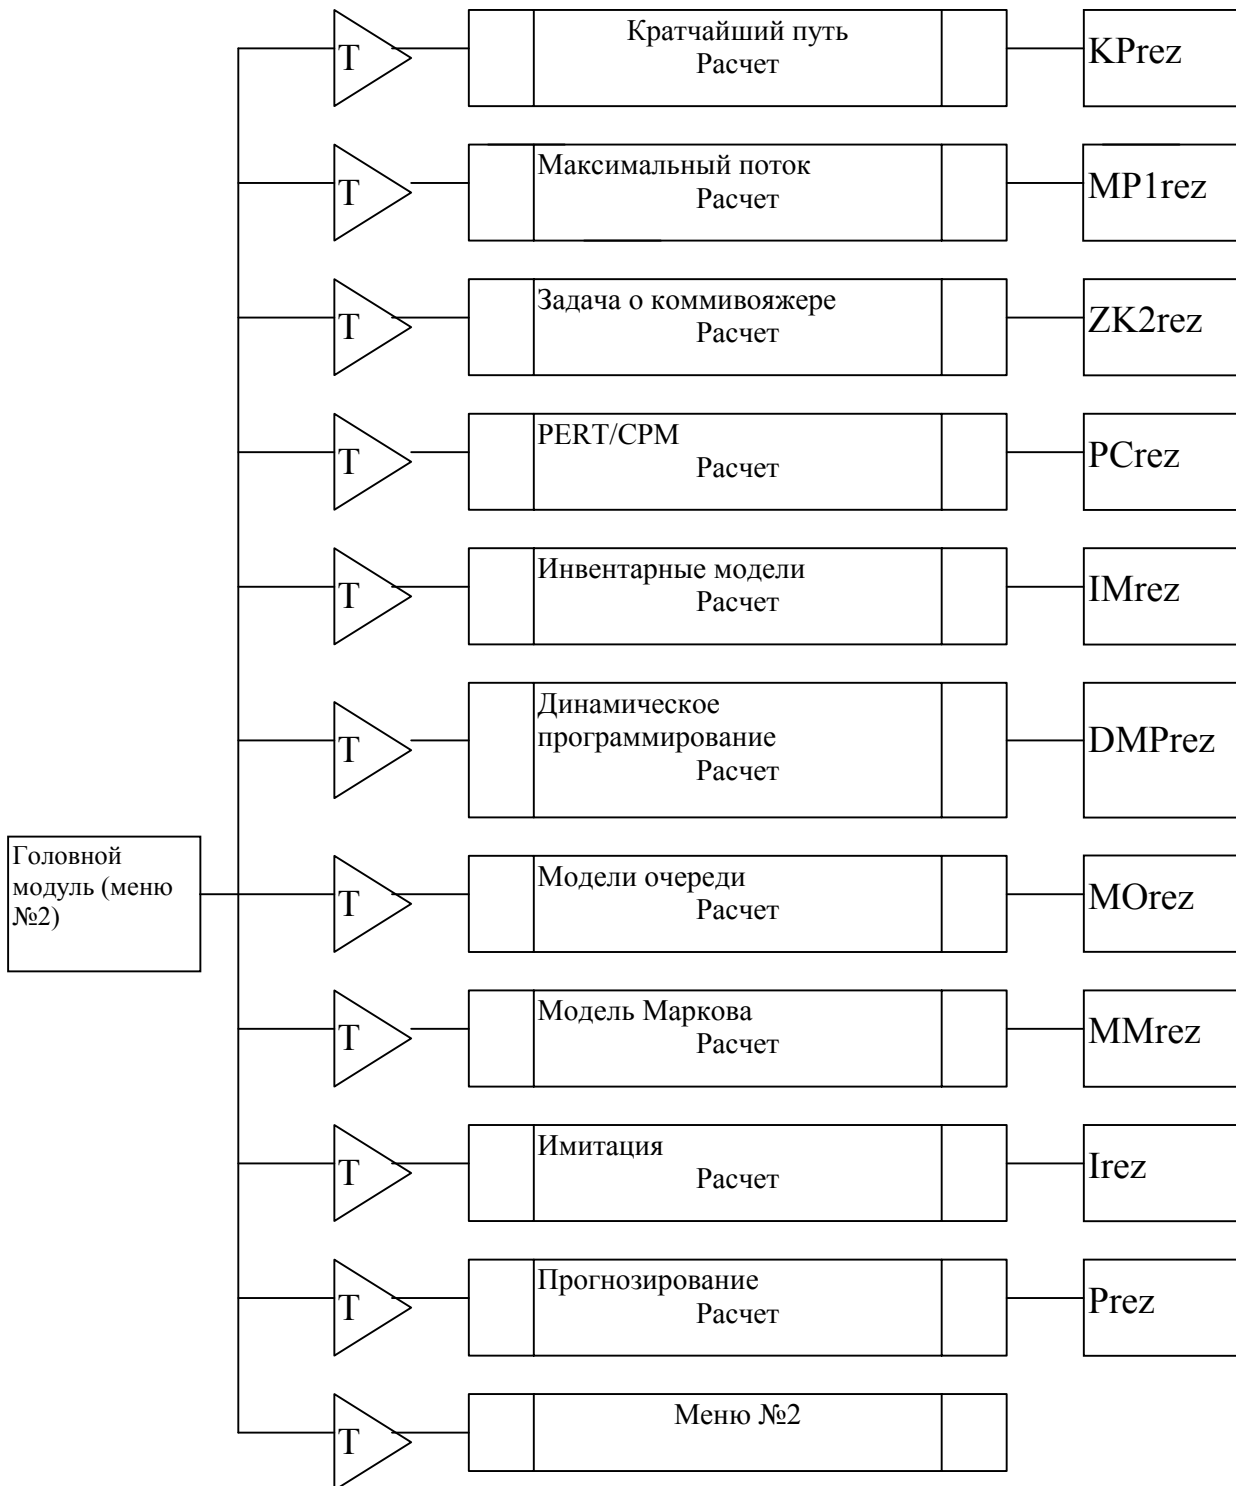 T
Кратчайший путь
Расчет
KPrez
T
Максимальный поток
Расчет
MP1rez
T
Задача о коммивояжере
Расчет
ZK2rez
T
PERT/CPM
Расчет
PCrez
T
Инвентарные модели
Расчет
IMrez
T
Динамическое
программирование
Расчет
DMPrez
Головной
модуль (меню
№2)
T
Модели очереди
Расчет
MOrez
T
Модель Маркова
Расчет
MMrez
T
Имитация
Расчет
Irez
T
Прогнозирование
Расчет
Prez
T
Меню №2